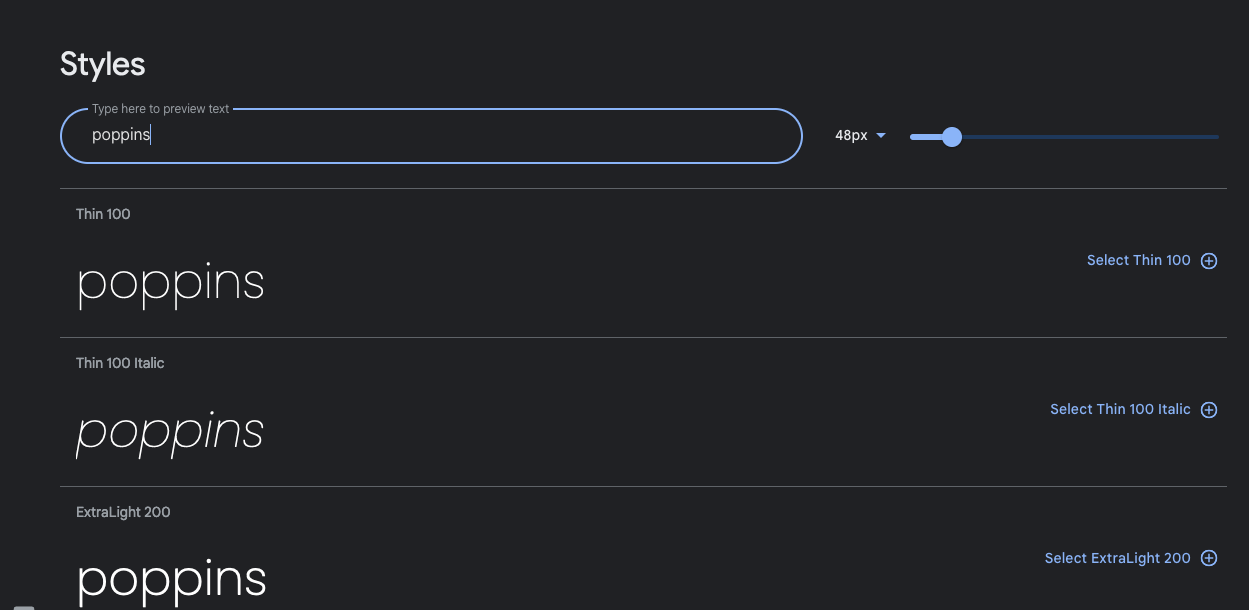 Styles
Type here to preview text
poppins
48px
Thin 100
poppins
Select Thin 100
Thin 100 Italic
poppins
Select Thin 100 Italic
ExtraLight 200
poppins
Select ExtraLight 200